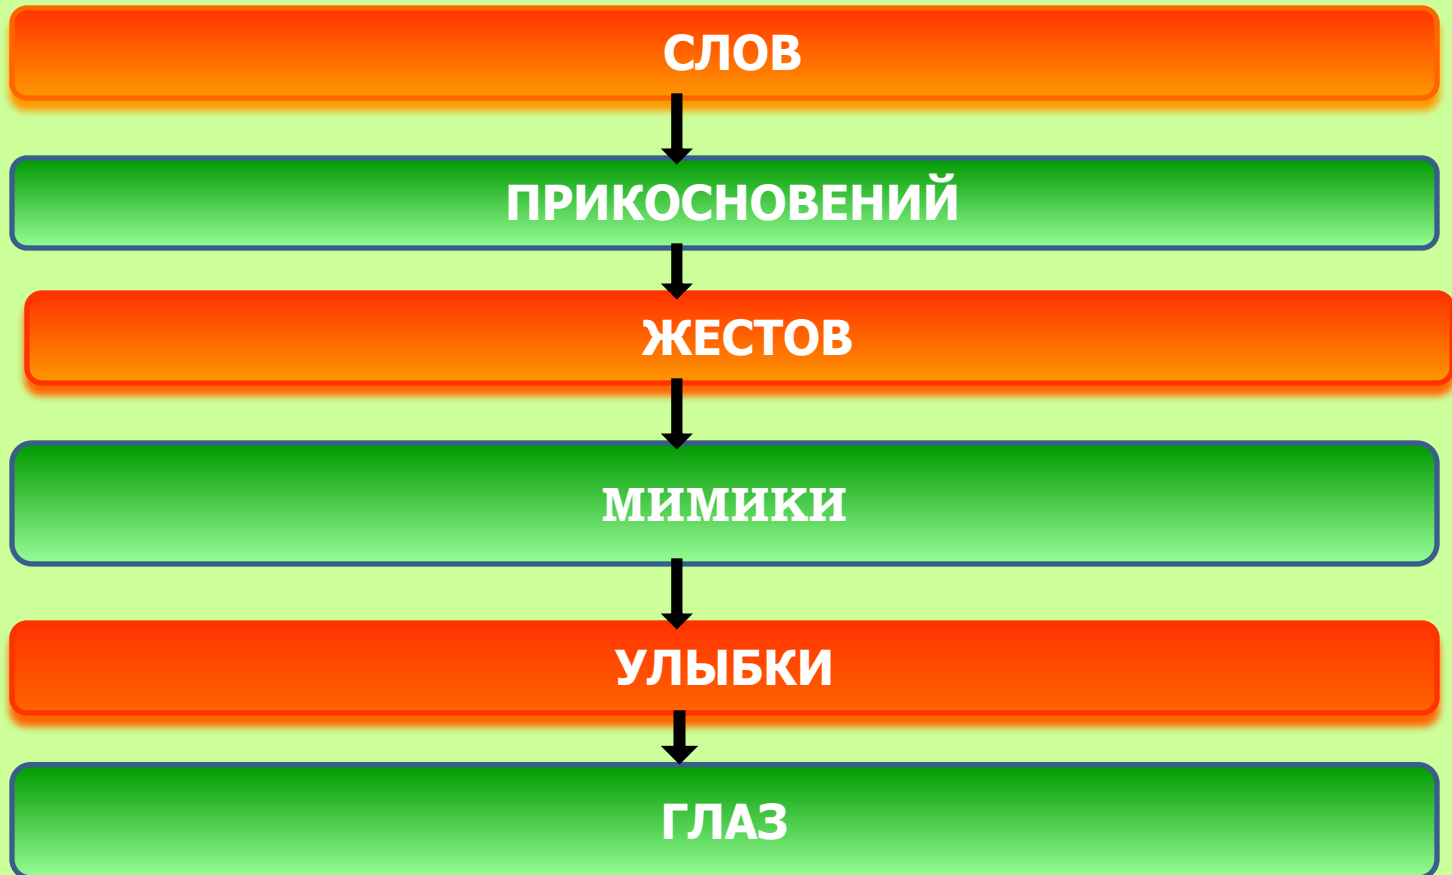 СЛОВ
ПРИКОСНОВЕНИЙ
ЖЕСТОВ
МИМИКИ
УЛЫБКИ
ГЛАЗ